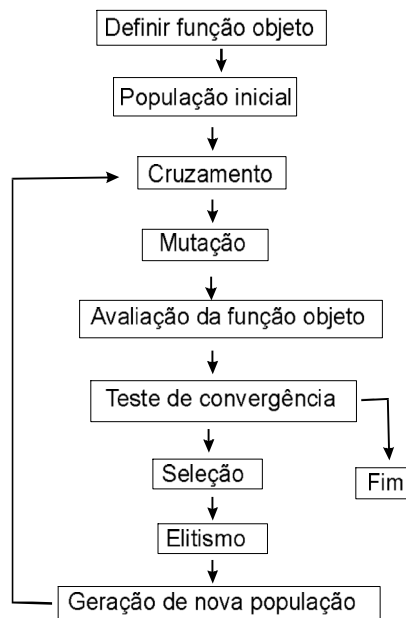 Definir função objeto
População inicial
Cruzamento
Mutação
Avaliação da função objeto
Teste de convergência
Seleção
Fim
Elitismo
Geração de nova população